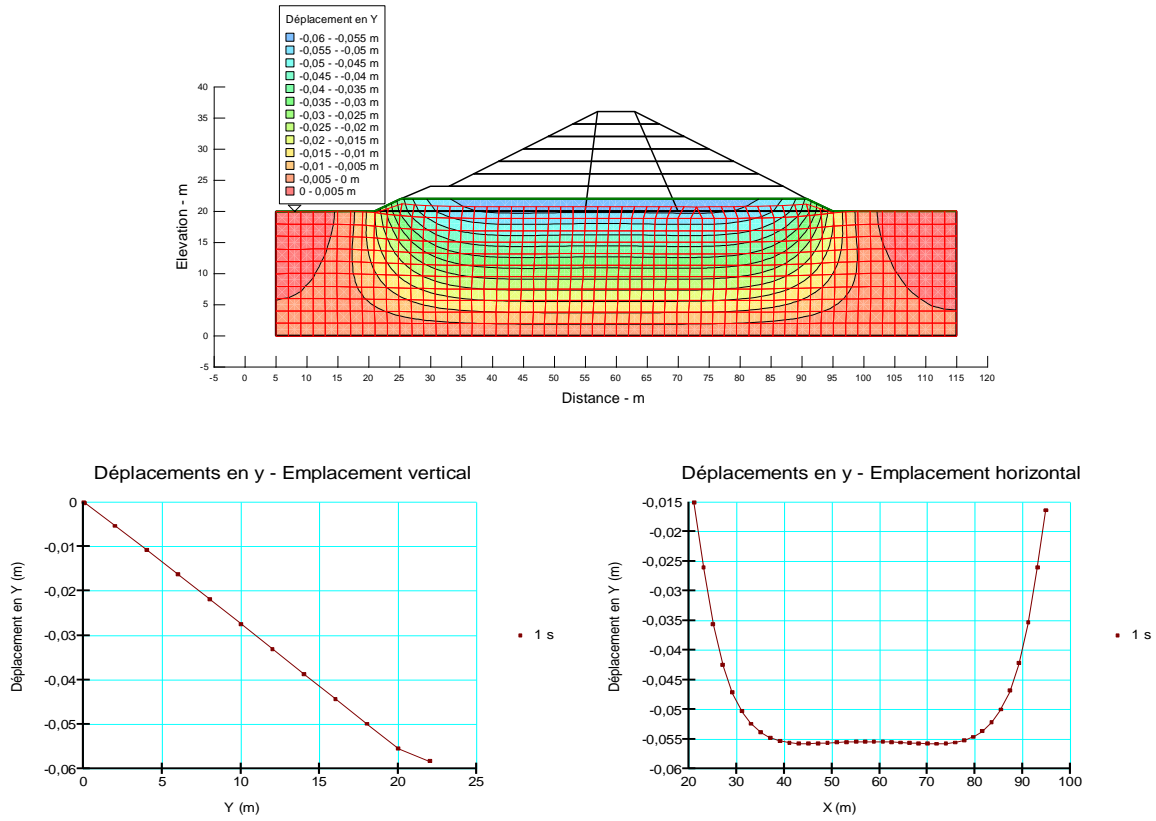 Déplacement en Y
-0,06 - -0,055 m
-0,055 - -0,05 m
-0,05 - -0,045 m
-0,045 - -0,04 m
-0,04 - -0,035 m
-0,035 - -0,03 m
-0,03 - -0,025 m
-0,025 - -0,02 m
-0,02 - -0,015 m
-0,015 - -0,01 m
-0,01 - -0,005 m
-0,005 - 0 m
0 - 0,005 m
40
35
30
25
20
15
10
5
0
-5
Elevation - m
-5 0 5 10 15 20 25 30 35 40 45 50 55 60 65 70 75 80 85 90 95 100 105 110 115 120
Distance - m
Déplacements en y - Emplacement vertical
0
-0,01
-0,02
-0,03
-0,04
-0,05
-0,06
Déplacement en Y (m)
0 5 10 15 20 25
Y (m)
1 s
Déplacements en y - Emplacement horizontal
-0,015
-0,02
-0,025
-0,03
-0,035
-0,04
-0,045
-0,05
-0,055
-0,06
Déplacement en Y (m)
20 30 40 50 60 70 80 90 100
X (m)
1 s